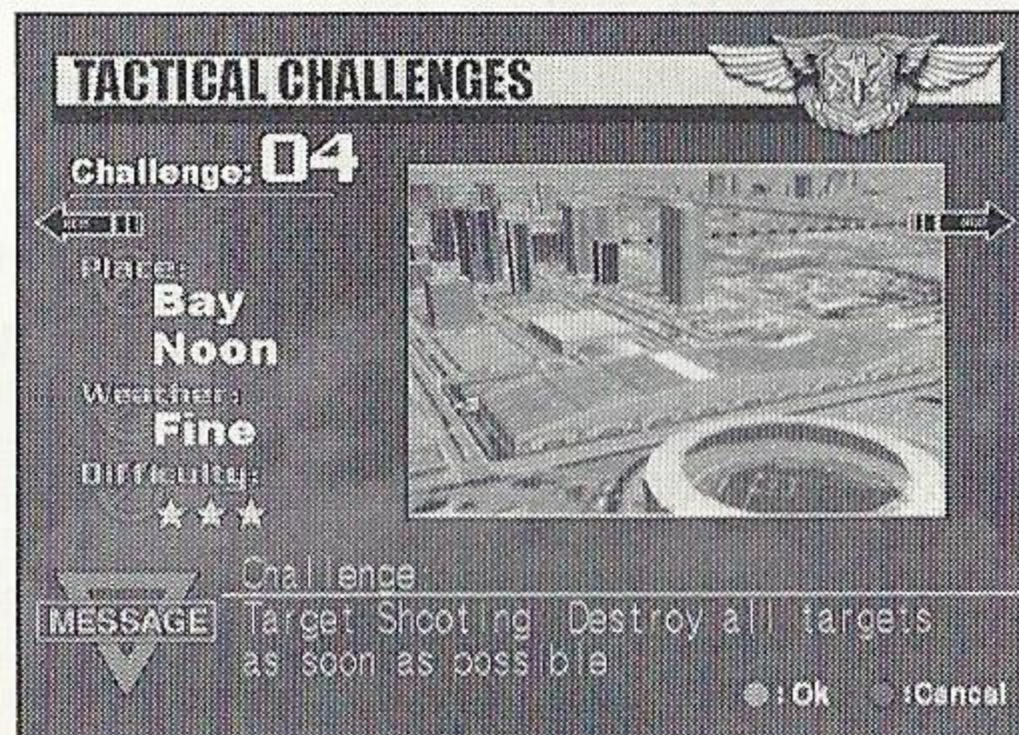 TACTICAL CHALLENGES
Challenge: 04
Place:
Bay
Noon
Weather:
Fine
Difficulty:
Challenge
MESSAGE
Target Shooting Destroy all targets
as soon as possible
: Ok : Cancel